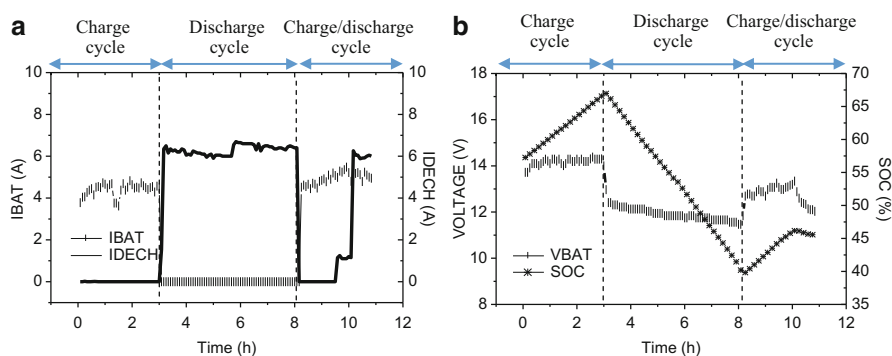 a
Charge
cycle
Discharge
cycle
Charge/discharge
cycle
10
8
6
4
2
0
IBAT (A)
10
8
6
4
2
0
IDECH (A)
IBAT
IDECH
0 2 4 6 8 10 12
Time (h)
b
Charge
cycle
Discharge
cycle
Charge/discharge
cycle
18
16
14
12
10
8
VOLTAGE (V)
70
65
60
55
50
45
40
35
SOC (%)
VBAT
SOC
0 2 4 6 8 10 12
Time (h)